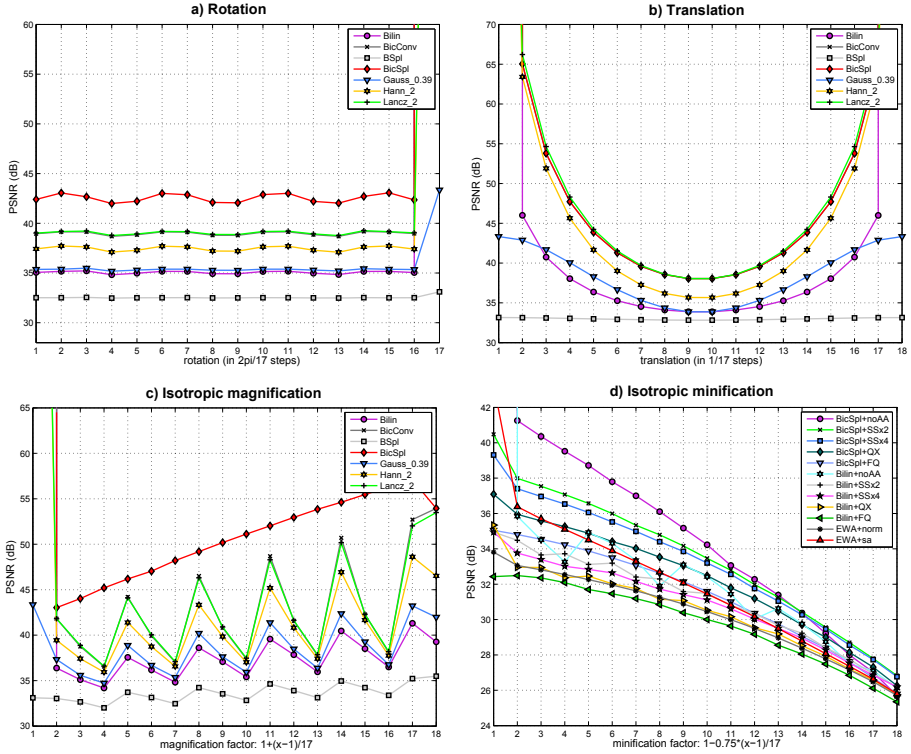 a) Rotation
60
55
50
45
40
35
30
PSNR (dB)
1 2 3 4 5 6 7 8 9 10 11 12 13 14 15 16 17
rotation (in 2pi/17 steps)
Bilin
BicConv
BSpl
BicSpl
Gauss_0.39
Hann_2
Lancz_2
b) Translation
70
65
60
55
50
45
40
35
30
PSNR (dB)
1 2 3 4 5 6 7 8 9 10 11 12 13 14 15 16 17 18
translation (in 1/17 steps)
Bilin
BicConv
BSpl
BicSpl
Gauss_0.39
Hann_2
Lancz_2
c) Isotropic magnification
65
60
55
50
45
40
35
30
PSNR (dB)
1 2 3 4 5 6 7 8 9 10 11 12 13 14 15 16 17 18
magnification factor: 1+(x−1)/17
Bilin
BicConv
BSpl
BicSpl
Gauss_0.39
Hann_2
Lancz_2
d) Isotropic minification
42
40
38
36
34
32
30
28
26
24
PSNR (dB)
1 2 3 4 5 6 7 8 9 10 11 12 13 14 15 16 17 18
minification factor: 1−0.75*(x−1)/17
BicSpl+noAA
BicSpl+SSx2
BicSpl+SSx4
BicSpl+QX
BicSpl+FQ
Bilin+noAA
Bilin+SSx2
Bilin+SSx4
Bilin+QX
Bilin+FQ
EWA+norm
EWA+sa